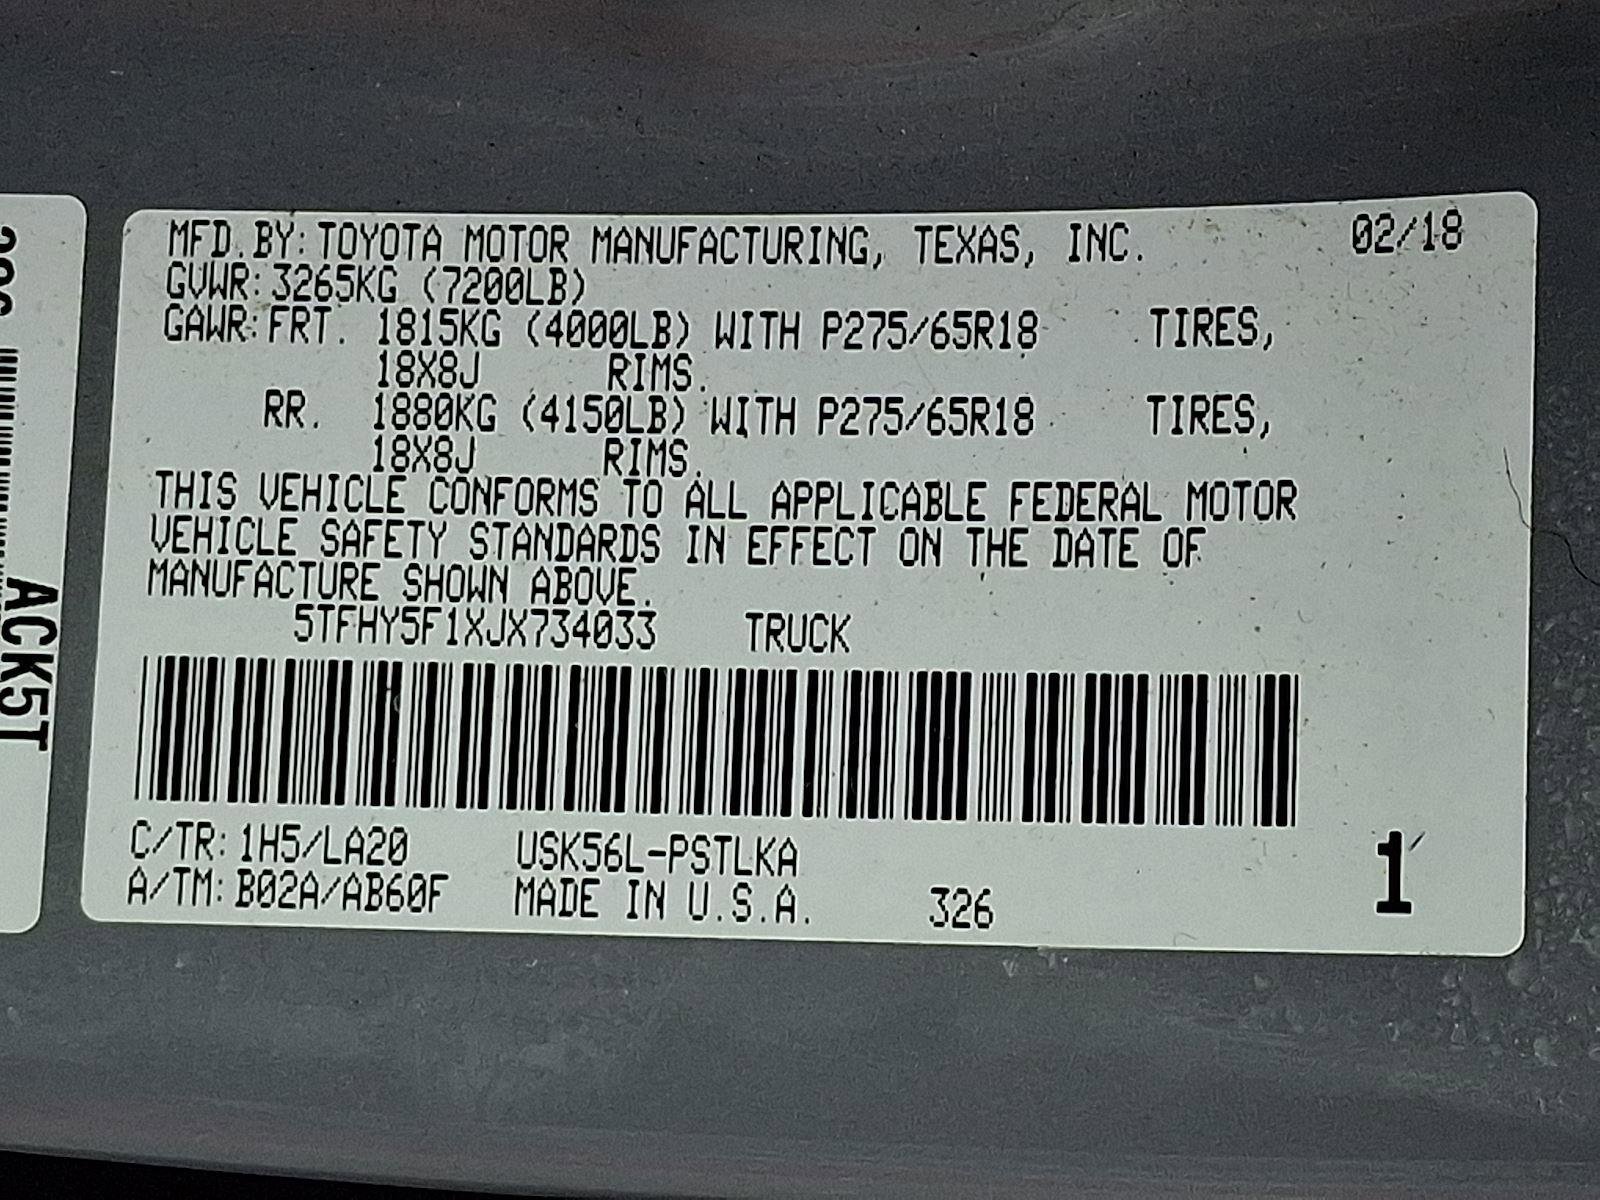 MFD.BY:TOYOTA MOTOR MANUFACTURING, TEXAS, INC. 02/18
GVWR:3265KG (7200LB)
GAWR:FRT. 1815KG (4000LB) WITH P275/65R18 TIRES,
18X8J RIMS.
RR. 1880KG (4150LB) WITH P275/65R18 TIRES,
18X8J RIMS.
THIS VEHICLE CONFORMS TO ALL APPLICABLE FEDERAL MOTOR
VEHICLE SAFETY STANDARDS IN EFFECT ON THE DATE OF
MANUFACTURE SHOWN ABOVE.
5TFHY5F1XJX734033 TRUCK
C/TR:1H5/LA20 USK56L-PSTLKA
A/TM:B02A/AB60F MADE IN U.S.A. 326
1
ACK5T